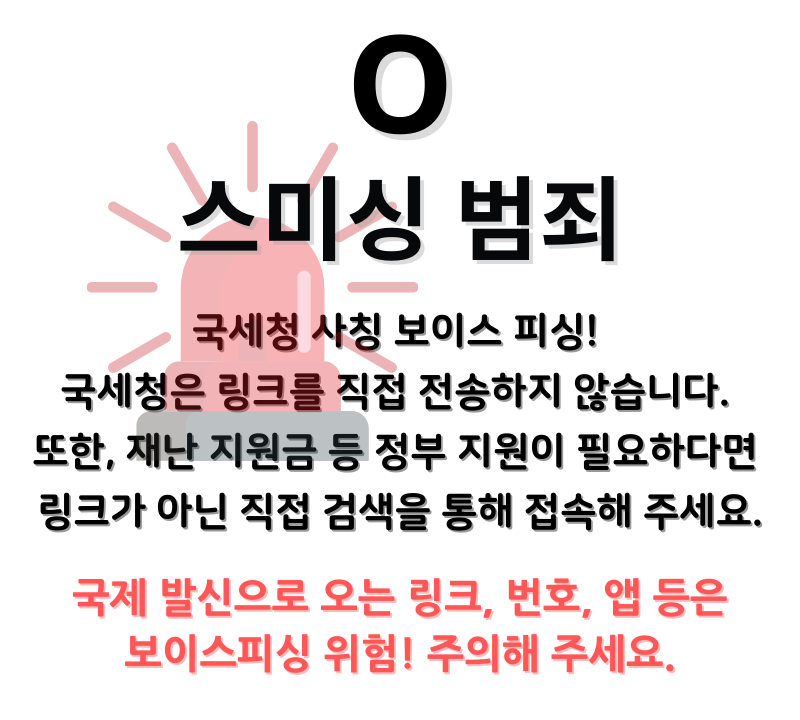 O
스미싱 범죄
국세청 사칭 보이스 피싱!
국세청은 링크를 직접 전송하지 않습니다.
또한, 재난 지원금 등 정부 지원이 필요하다면
링크가 아닌 직접 검색을 통해 접속해 주세요.
국제 발신으로 오는 링크, 번호, 앱 등은
보이스피싱 위험! 주의해 주세요.